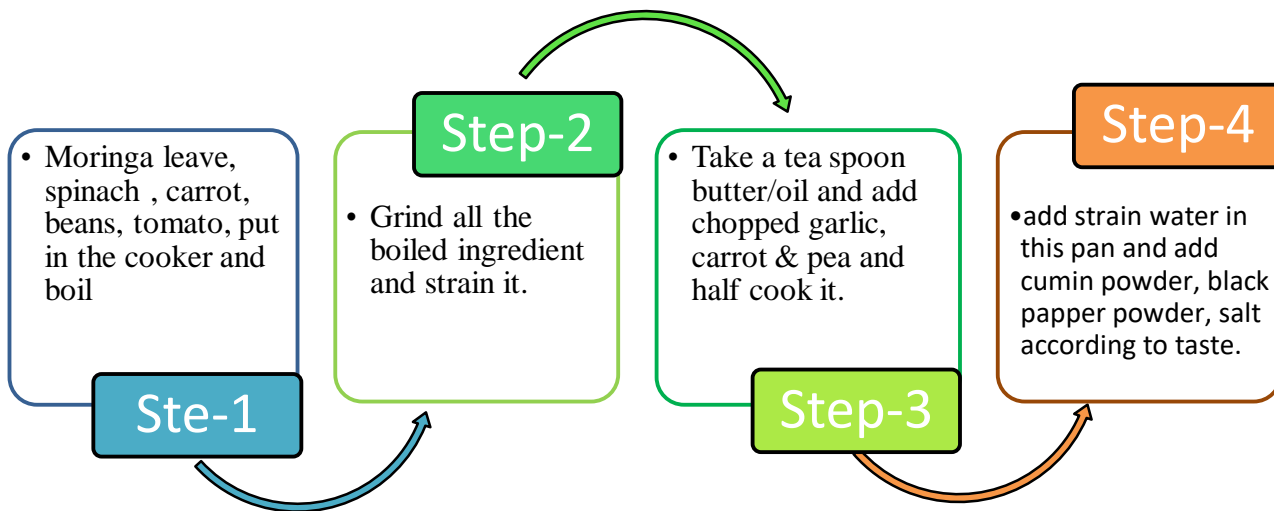 • Moringa leave,
spinach , carrot,
beans, tomato, put
in the cooker and
boil
Ste-1
Step-2
• Grind all the
boiled ingredient
and strain it.
• Take a tea spoon
butter/oil and add
chopped garlic,
carrot & pea and
half cook it.
Step-3
Step-4
•add strain water in
this pan and add
cumin powder, black
papper powder, salt
according to taste.